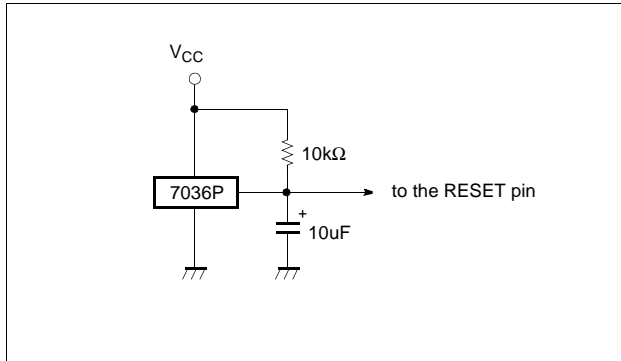 VCC
10kΩ
7036P
to the RESET pin
+
10uF